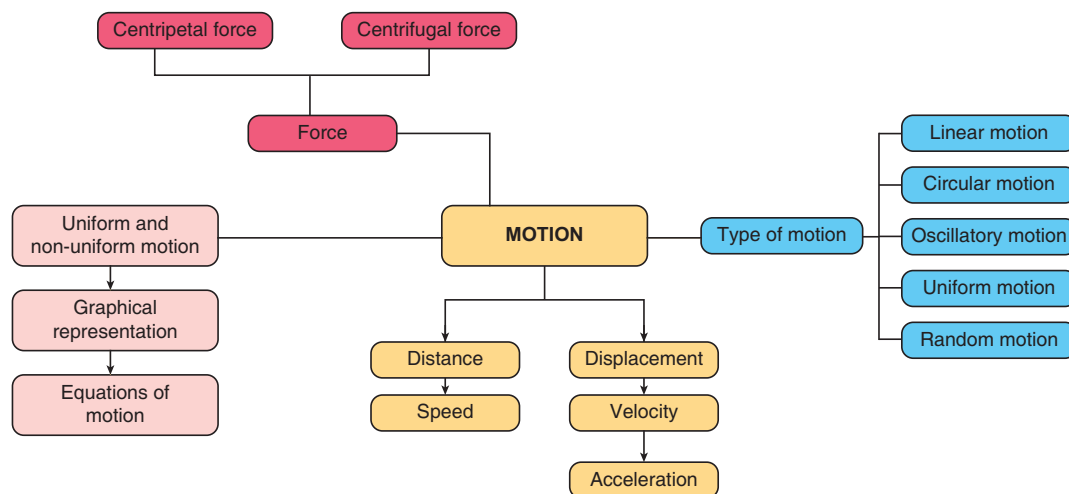 Centripetal force
Centrifugal force
Force
Uniform and
non-uniform motion
Graphical
representation
Equations of
motion
MOTION
Distance
Speed
Displacement
Velocity
Acceleration
Type of motion
Linear motion
Circular motion
Oscillatory motion
Uniform motion
Random motion